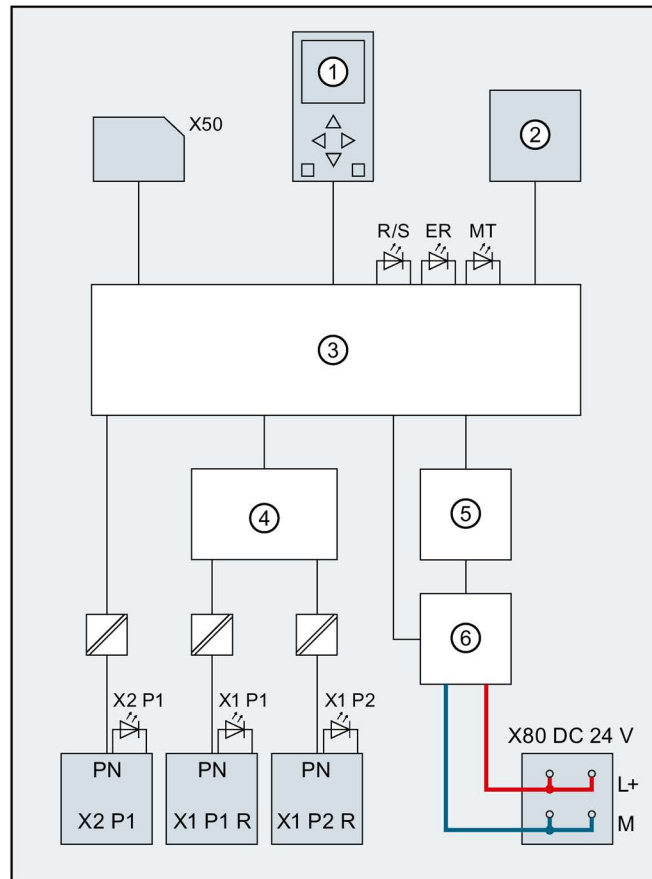 ①
X50
②
R/S ER MT
③
④
⑤
⑥
X2 P1 X1 P1 X1 P2
X80 DC 24 V
PN PN PN
L+
X2 P1 X1 P1 R X1 P2 R
M